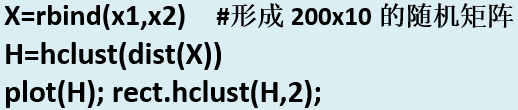 X=rbind(x1,x2)    #形成 200x10 的随机矩阵
H=hclust(dist(X))
plot(H); rect.hclust(H,2);